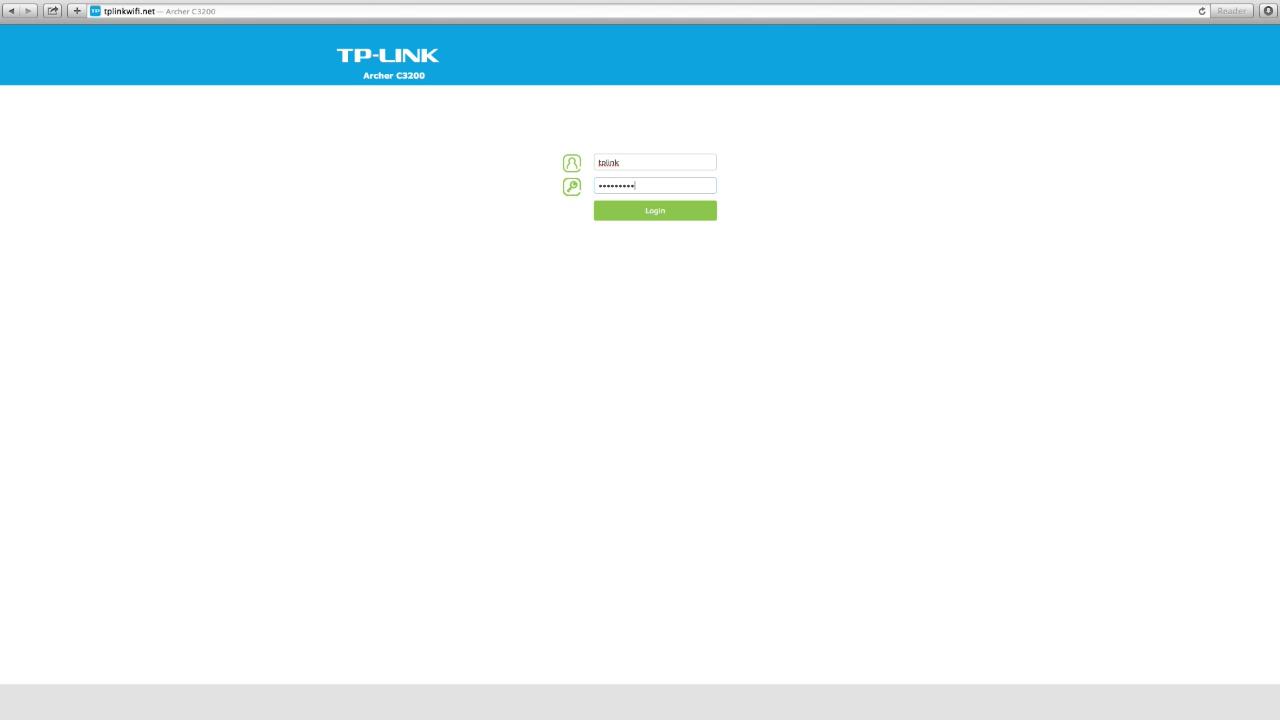 tplinkwifi.net — Archer C3200
Reader
TP-LINK
Archer C3200
tplink
•••••••••
Login